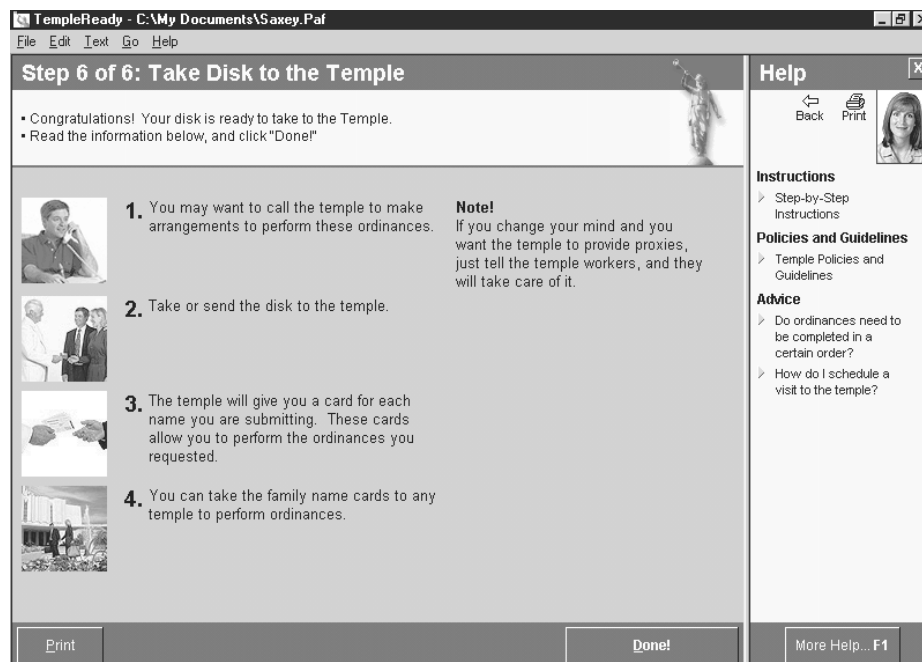 TempleReady - C:\My Documents\Saxey.Paf
File Edit Text Go Help
Step 6 of 6: Take Disk to the Temple
▪ Congratulations! Your disk is ready to take to the Temple.
▪ Read the information below, and click "Done!"
1. You may want to call the temple to make
arrangements to perform these ordinances.
2. Take or send the disk to the temple.
3. The temple will give you a card for each
name you are submitting. These cards
allow you to perform the ordinances you
requested.
4. You can take the family name cards to any
temple to perform ordinances.
Note!
If you change your mind and you
want the temple to provide proxies,
just tell the temple workers, and they
will take care of it.
Print
Done!
Help
X
Back Print
Instructions
Step-by-Step
Instructions
Policies and Guidelines
Temple Policies and
Guidelines
Advice
Do ordinances need to
be completed in a
certain order?
How do I schedule a
visit to the temple?
More Help... F1